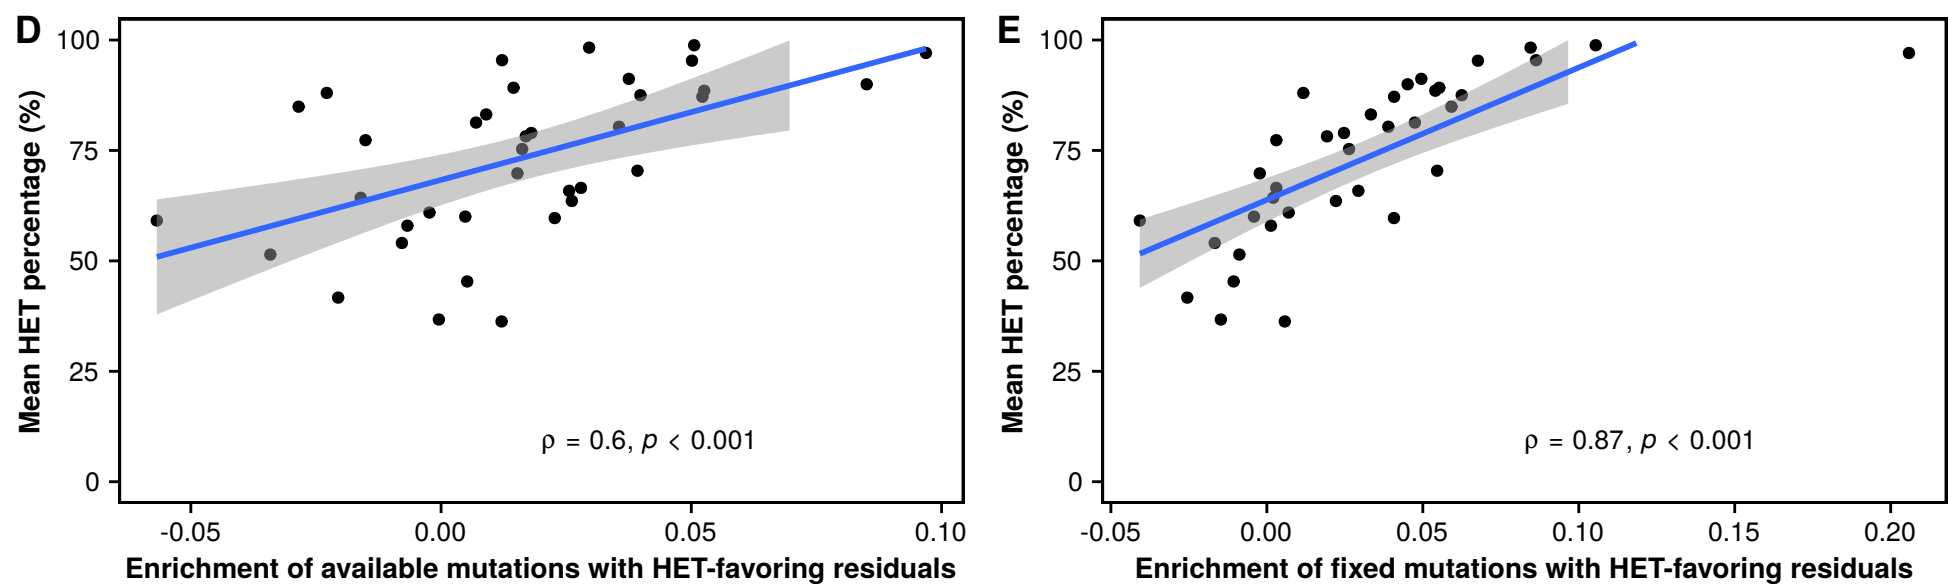 D
Mean HET percentage (%)
100
75
50
25
0
ρ = 0.6, p < 0.001
-0.05 0.00 0.05 0.10
Enrichment of available mutations with HET-favoring residuals
E
Mean HET percentage (%)
100
75
50
25
0
ρ = 0.87, p < 0.001
-0.05 0.00 0.05 0.10 0.15 0.20
Enrichment of fixed mutations with HET-favoring residuals